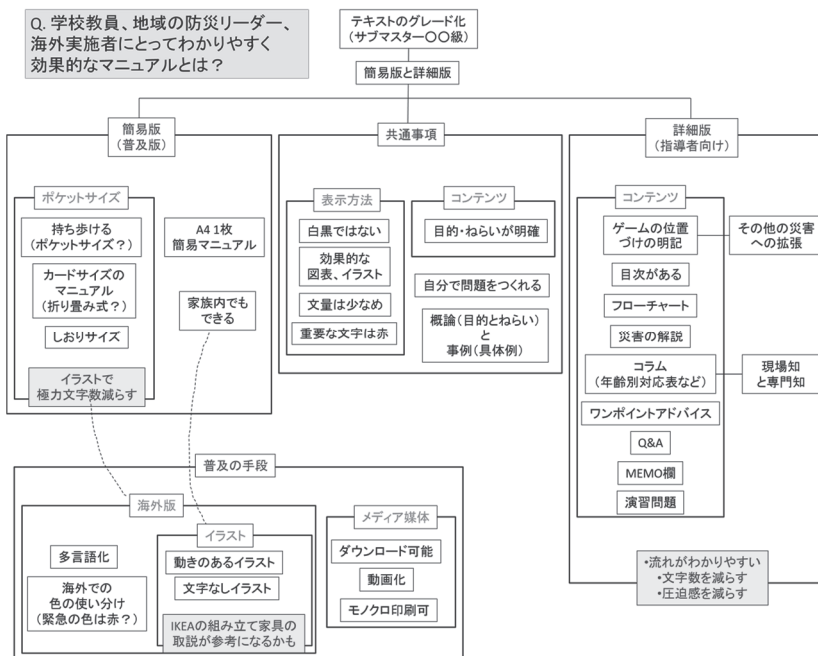 Q. 学校教員、地域の防災リーダー、
海外実施者にとってわかりやすく
効果的なマニュアルとは？
テキストのグレード化
（サブマスター〇〇級）
簡易版と詳細版
簡易版
（普及版）
ポケットサイズ
持ち歩ける
（ポケットサイズ？）
カードサイズの
マニュアル
（折り畳み式？）
しおりサイズ
イラストで
極力文字数減らす
A4 1枚
簡易マニュアル
家族内でも
できる
共通事項
表示方法
白黒ではない
効果的な
図表、イラスト
文量は少なめ
重要な文字は赤
コンテンツ
目的・ねらいが明確
自分で問題をつくれる
概論（目的とねらい）
と
事例（具体例）
詳細版
（指導者向け）
コンテンツ
ゲームの位置
づけの明記
その他の災害
への拡張
目次がある
フローチャート
災害の解説
コラム
（年齢別対応表など）
現場知
と専門知
ワンポイントアドバイス
Q&A
MEMO欄
演習問題
•流れがわかりやすい
•文字数を減らす
•圧迫感を減らす
普及の手段
海外版
多言語化
海外での
色の使い分け
（緊急の色は赤？）
イラスト
動きのあるイラスト
文字なしイラスト
IKEAの組み立て家具の
取説が参考になるかも
メディア媒体
ダウンロード可能
動画化
モノクロ印刷可